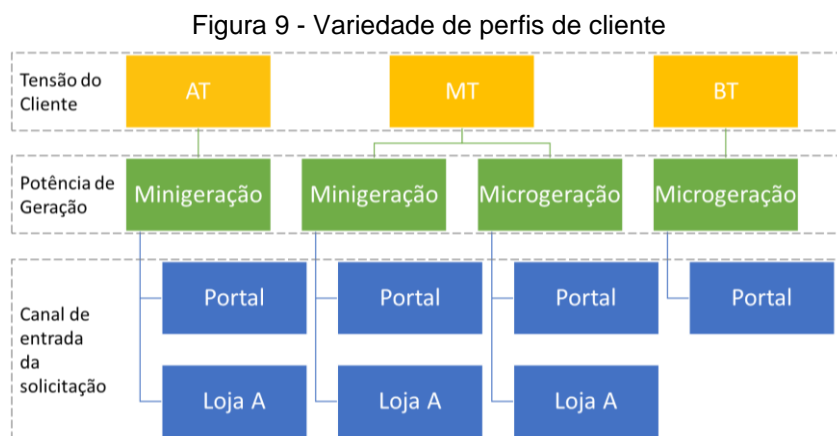 Figura 9 - Variedade de perfis de cliente
Tensão do
Cliente
AT
MT
BT
Potência de
Geração
Minigeração
Minigeração
Microgeração
Microgeração
Canal de
entrada
da
solicitação
Portal
Portal
Portal
Portal
Loja A
Loja A
Loja A